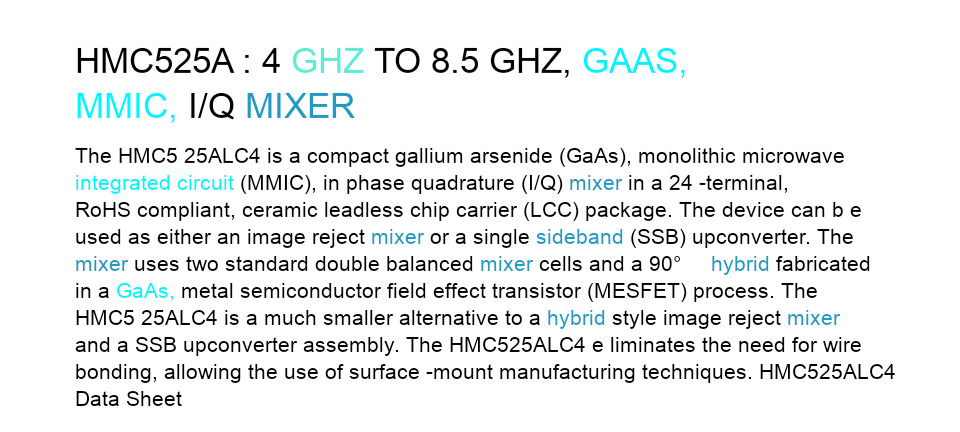 HMC525A : 4 GHZ TO 8.5 GHZ, GAAS,
MMIC, I/Q MIXER
The HMC5 25ALC4 is a compact gallium arsenide (GaAs), monolithic microwave
integrated circuit (MMIC), in phase quadrature (I/Q) mixer in a 24 -terminal,
RoHS compliant, ceramic leadless chip carrier (LCC) package. The device can b e
used as either an image reject mixer or a single sideband (SSB) upconverter. The
mixer uses two standard double balanced mixer cells and a 90° hybrid fabricated
in a GaAs, metal semiconductor field effect transistor (MESFET) process. The
HMC5 25ALC4 is a much smaller alternative to a hybrid style image reject mixer
and a SSB upconverter assembly. The HMC525ALC4 e liminates the need for wire
bonding, allowing the use of surface -mount manufacturing techniques. HMC525ALC4
Data Sheet